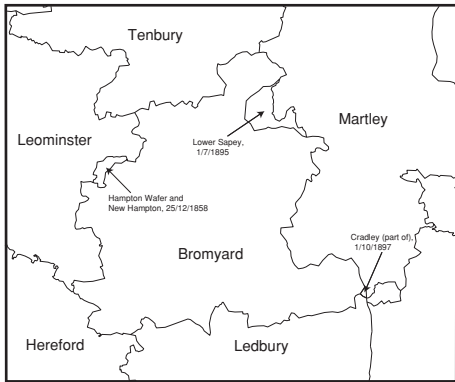 Tenbury
Leominster
Martley
Lower Sapey,
1/7/1895
Hampton Wafer and
New Hampton, 25/12/1858
Cradley (part of),
1/10/1897
Bromyard
Hereford
Ledbury